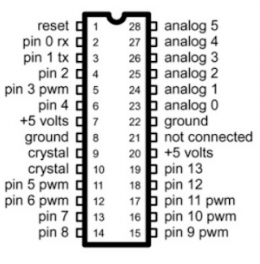 reset 1 28 analog 5
pin 0 rx 2 27 analog 4
pin 1 tx 3 26 analog 3
pin 2 4 25 analog 2
pin 3 pwm 5 24 analog 1
pin 4 6 23 analog 0
+5 volts 7 22 ground
ground 8 21 not connected
crystal 9 20 +5 volts
crystal 10 19 pin 13
pin 5 pwm 11 18 pin 12
pin 6 pwm 12 17 pin 11 pwm
pin 7 13 16 pin 10 pwm
pin 8 14 15 pin 9 pwm